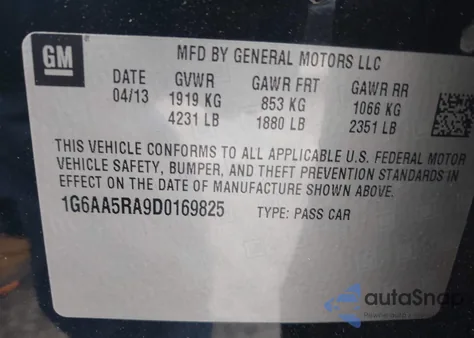 GM
MFD BY GENERAL MOTORS LLC
DATE GVWR GAWR FRT GAWR RR
04/13 1919 KG 853 KG 1066 KG
4231 LB 1880 LB 2351 LB
THIS VEHICLE CONFORMS TO ALL APPLICABLE U.S. FEDERAL MOTOR
VEHICLE SAFETY, BUMPER, AND THEFT PREVENTION STANDARDS IN
EFFECT ON THE DATE OF MANUFACTURE SHOWN ABOVE.
1G6AA5RA9D0169825 TYPE: PASS CAR
autoSnap